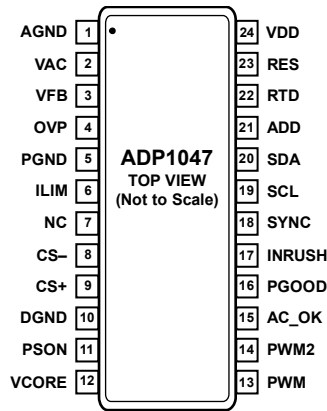 AGND 1
VAC 2
VFB 3
OVP 4
PGND 5
ILIM 6
NC 7
CS– 8
CS+ 9
DGND 10
PSON 11
VCORE 12
ADP1047
TOP VIEW
(Not to Scale)
24 VDD
23 RES
22 RTD
21 ADD
20 SDA
19 SCL
18 SYNC
17 INRUSH
16 PGOOD
15 AC_OK
14 PWM2
13 PWM